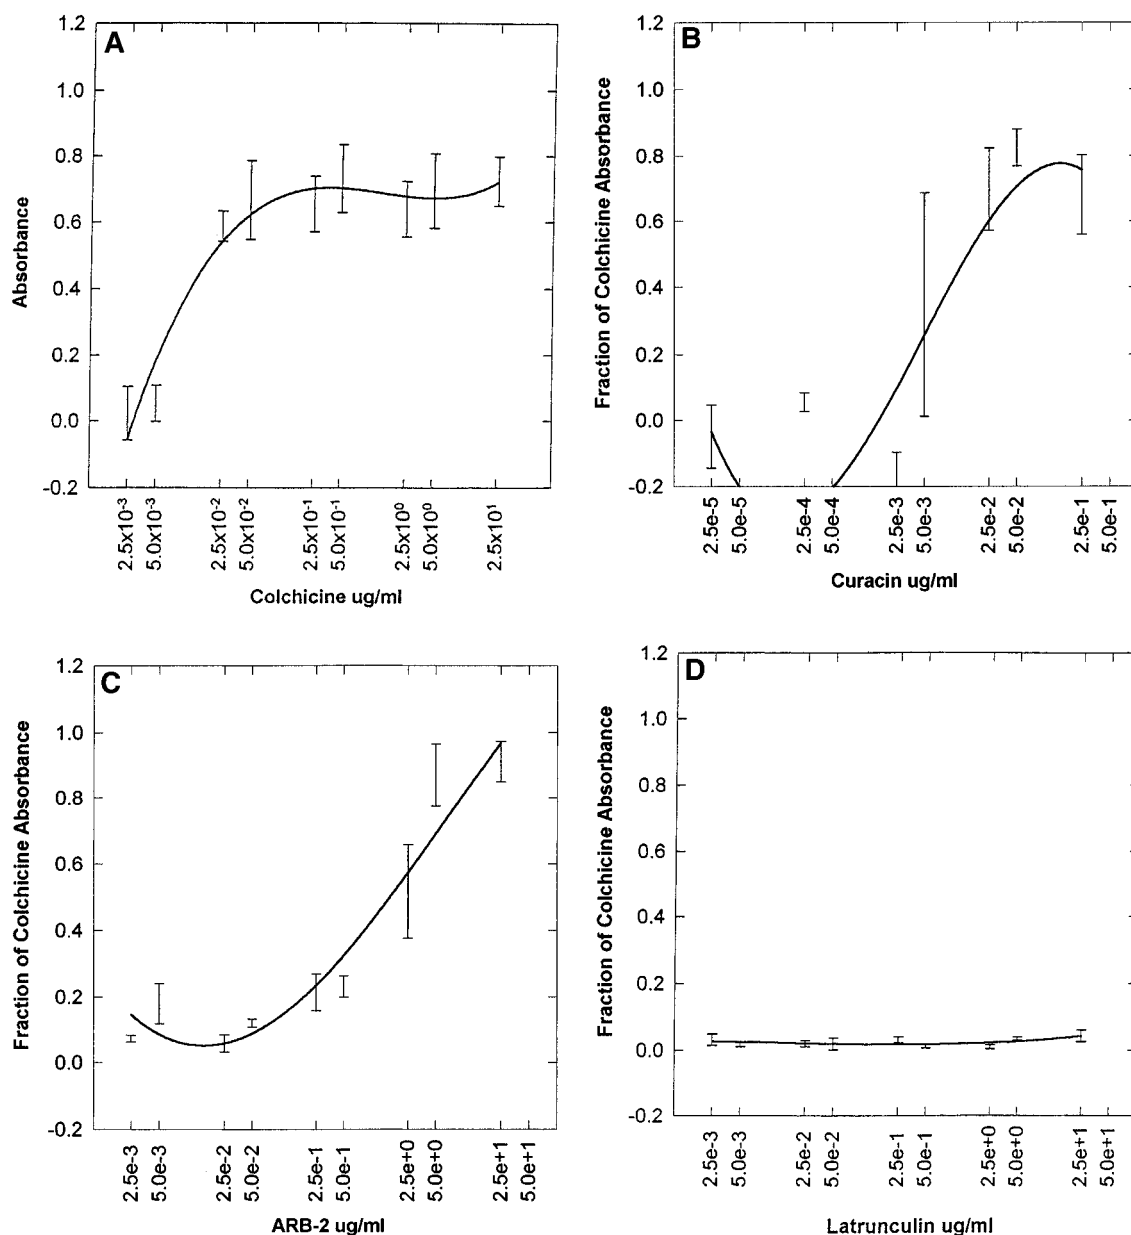 A
1.2
1.0
0.8
0.6
0.4
0.2
0.0
-0.2
Absorbance
2.5x10⁻³
5.0x10⁻³
2.5x10⁻²
5.0x10⁻²
2.5x10⁻¹
5.0x10⁻¹
2.5x10⁰
5.0x10⁰
2.5x10¹
Colchicine ug/ml
B
1.2
1.0
0.8
0.6
0.4
0.2
0.0
-0.2
Fraction of Colchicine Absorbance
2.5e-5
5.0e-5
2.5e-4
5.0e-4
2.5e-3
5.0e-3
2.5e-2
5.0e-2
2.5e-1
5.0e-1
Curacin ug/ml
C
1.2
1.0
0.8
0.6
0.4
0.2
0.0
-0.2
Fraction of Colchicine Absorbance
2.5e-3
5.0e-3
2.5e-2
5.0e-2
2.5e-1
5.0e-1
2.5e+0
5.0e+0
2.5e+1
5.0e+1
ARB-2 ug/ml
D
1.2
1.0
0.8
0.6
0.4
0.2
0.0
-0.2
Fraction of Colchicine Absorbance
2.5e-3
5.0e-3
2.5e-2
5.0e-2
2.5e-1
5.0e-1
2.5e+0
5.0e+0
2.5e+1
5.0e+1
Latrunculin ug/ml